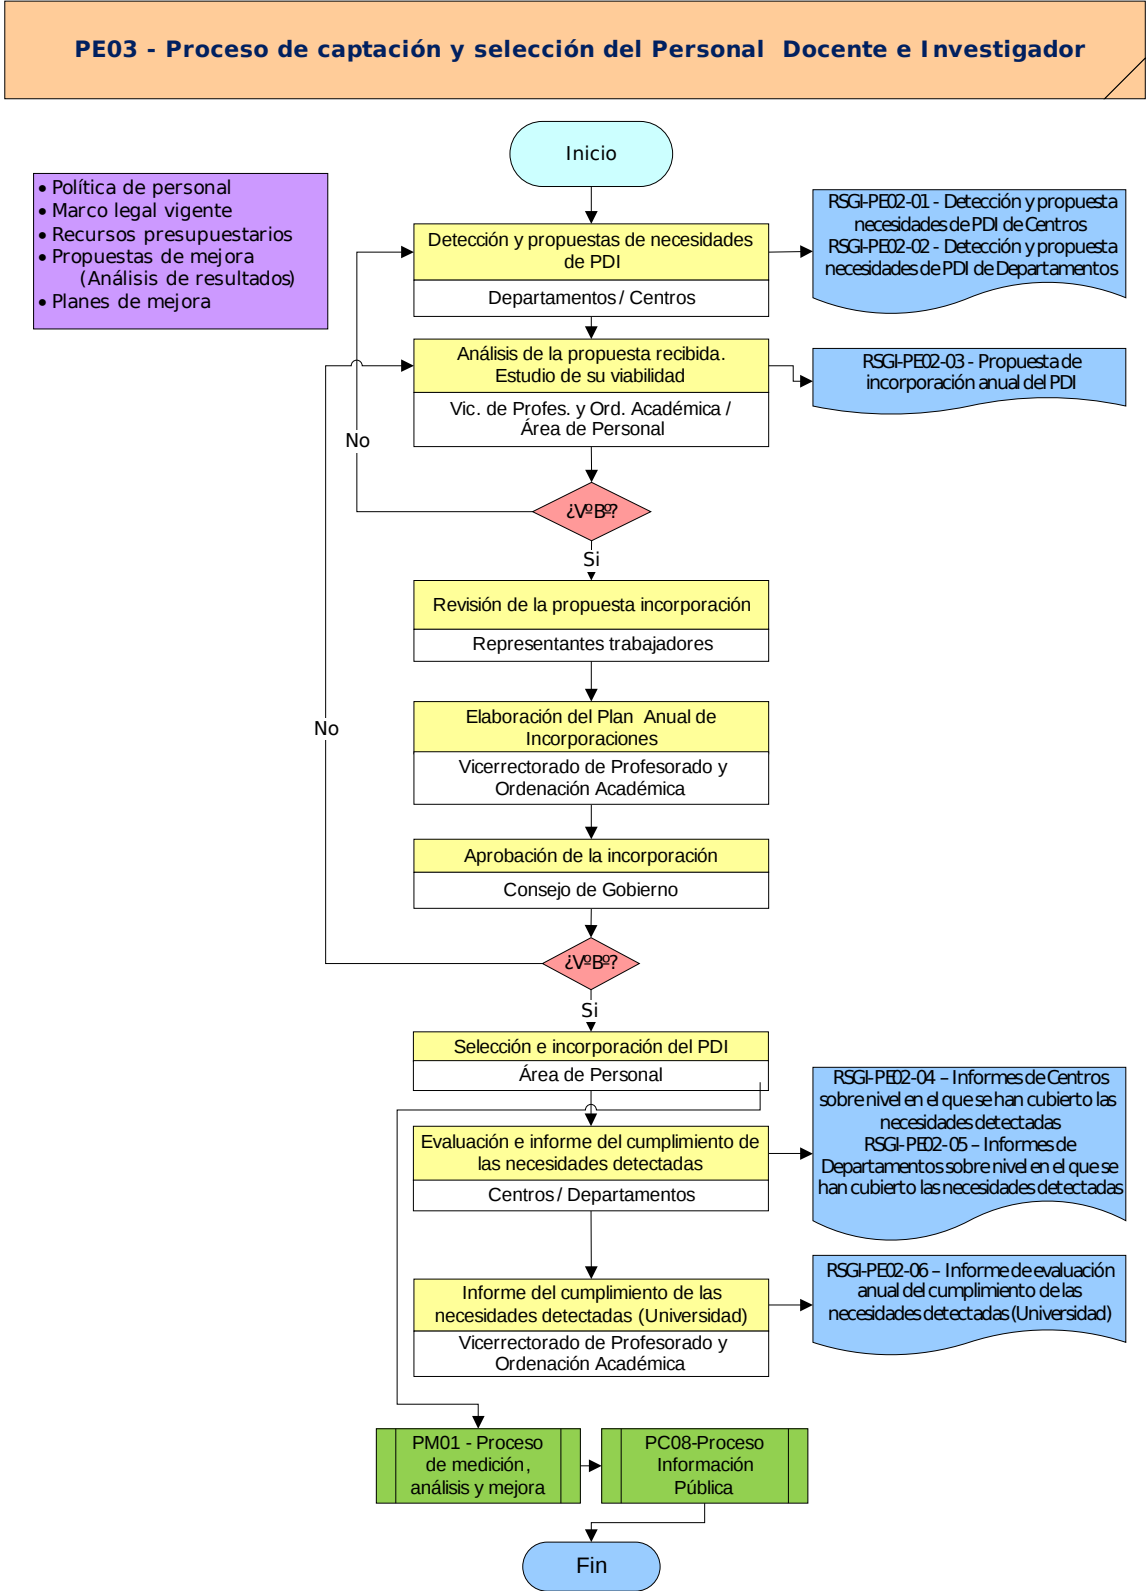 PE03 - Proceso de captación y selección del Personal Docente e Investigador
Inicio
• Política de personal
• Marco legal vigente
• Recursos presupuestarios
• Propuestas de mejora
(Análisis de resultados)
• Planes de mejora
Detección y propuestas de necesidades
de PDI
Departamentos / Centros
RSGI-PE02-01 - Detección y propuesta
necesidades de PDI de Centros
RSGI-PE02-02 - Detección y propuesta
necesidades de PDI de Departamentos
Análisis de la propuesta recibida.
Estudio de su viabilidad
Vic. de Profes. y Ord. Académica /
Área de Personal
RSGI-PE02-03 - Propuesta de
incorporación anual del PDI
No
¿VºBº?
Si
Revisión de la propuesta incorporación
Representantes trabajadores
Elaboración del Plan Anual de
Incorporaciones
Vicerrectorado de Profesorado y
Ordenación Académica
No
Aprobación de la incorporación
Consejo de Gobierno
¿VºBº?
Si
Selección e incorporación del PDI
Área de Personal
Evaluación e informe del cumplimiento de
las necesidades detectadas
Centros / Departamentos
RSGI-PE02-04 – Informes de Centros
sobre nivel en el que se han cubierto las
necesidades detectadas
RSGI-PE02-05 – Informes de
Departamentos sobre nivel en el que se
han cubierto las necesidades detectadas
Informe del cumplimiento de las
necesidades detectadas (Universidad)
Vicerrectorado de Profesorado y
Ordenación Académica
RSGI-PE02-06 – Informe de evaluación
anual del cumplimiento de las
necesidades detectadas (Universidad)
PM01 - Proceso
de medición,
análisis y mejora
PC08-Proceso
Información
Pública
Fin